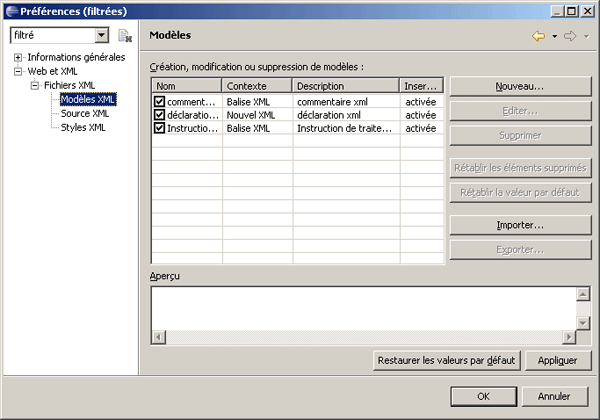 Préférences (filtrées)
filtré
Informations générales
Web et XML
Fichiers XML
Modèles XML
Source XML
Styles XML
Modèles
Création, modification ou suppression de modèles :
Nom Contexte Description Inser...
comment... Balise XML commentaire xml activée
déclaratio... Nouvel XML déclaration xml activée
Instructio... Balise XML Instruction de traite... activée
Nouveau...
Editer...
Supprimer
Rétablir les éléments supprimés
Rétablir la valeur par défaut
Importer...
Exporter...
Aperçu
Restaurer les valeurs par défaut Appliquer
OK Annuler